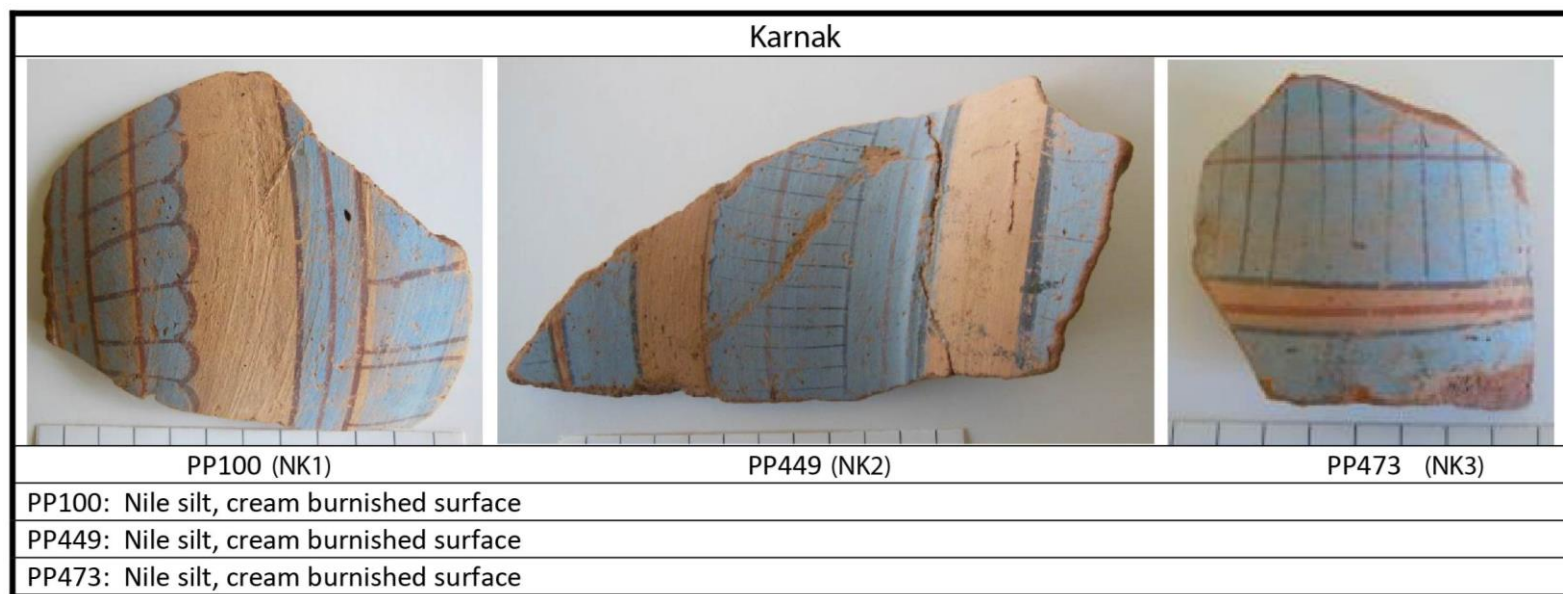 Karnak
PP100 (NK1)
PP449 (NK2)
PP473 (NK3)
PP100: Nile silt, cream burnished surface
PP449: Nile silt, cream burnished surface
PP473: Nile silt, cream burnished surface